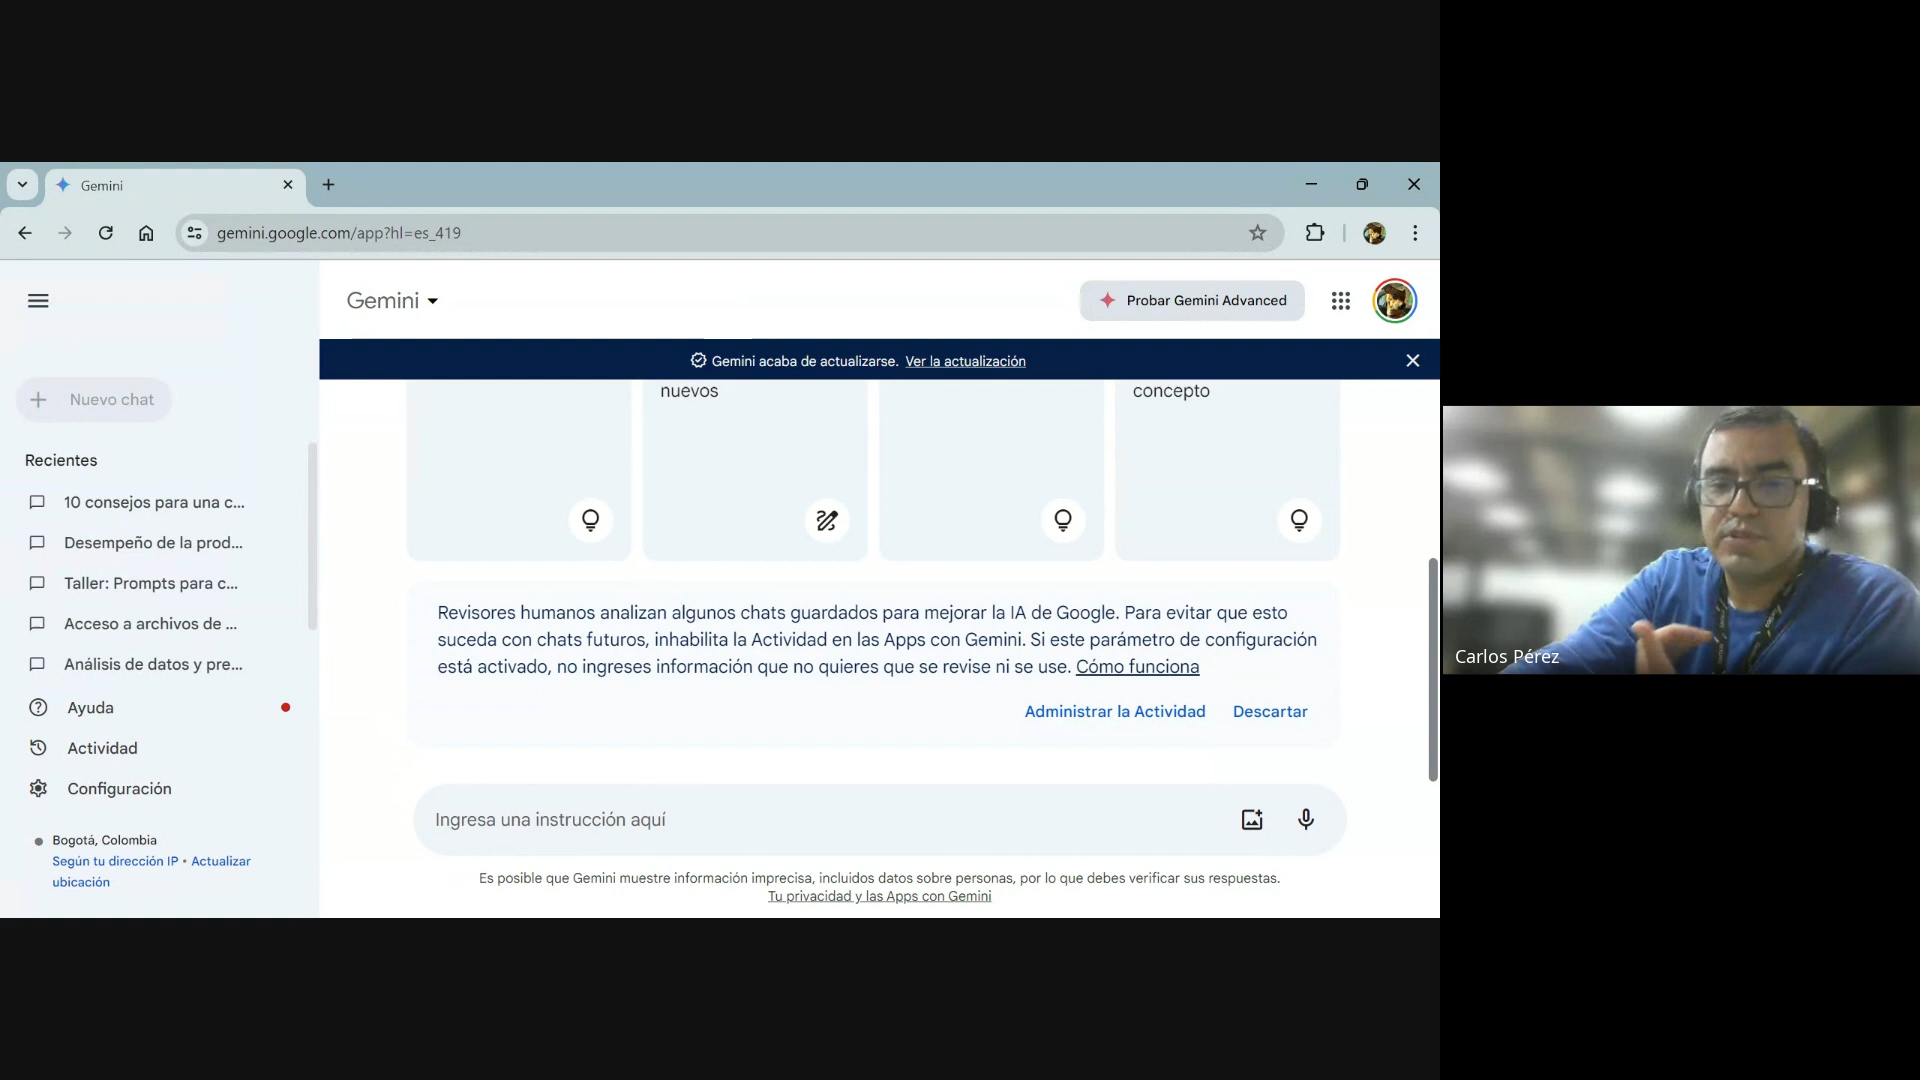 Gemini
gemini.google.com/app?hl=es_419
Gemini
Probar Gemini Advanced
Gemini acaba de actualizarse. Ver la actualización
Nuevo chat
Recientes
10 consejos para una c...
Desempeño de la prod...
Taller: Prompts para c...
Acceso a archivos de ...
Análisis de datos y pre...
Ayuda
Actividad
Configuración
Bogotá, Colombia
Según tu dirección IP • Actualizar
ubicación
nuevos
concepto
Revisores humanos analizan algunos chats guardados para mejorar la IA de Google. Para evitar que esto
suceda con chats futuros, inhabilita la Actividad en las Apps con Gemini. Si este parámetro de configuración
está activado, no ingreses información que no quieres que se revise ni se use. Cómo funciona
Administrar la Actividad
Descartar
Ingresa una instrucción aquí
Es posible que Gemini muestre información imprecisa, incluidos datos sobre personas, por lo que debes verificar sus respuestas.
Tu privacidad y las Apps con Gemini
Carlos Pérez